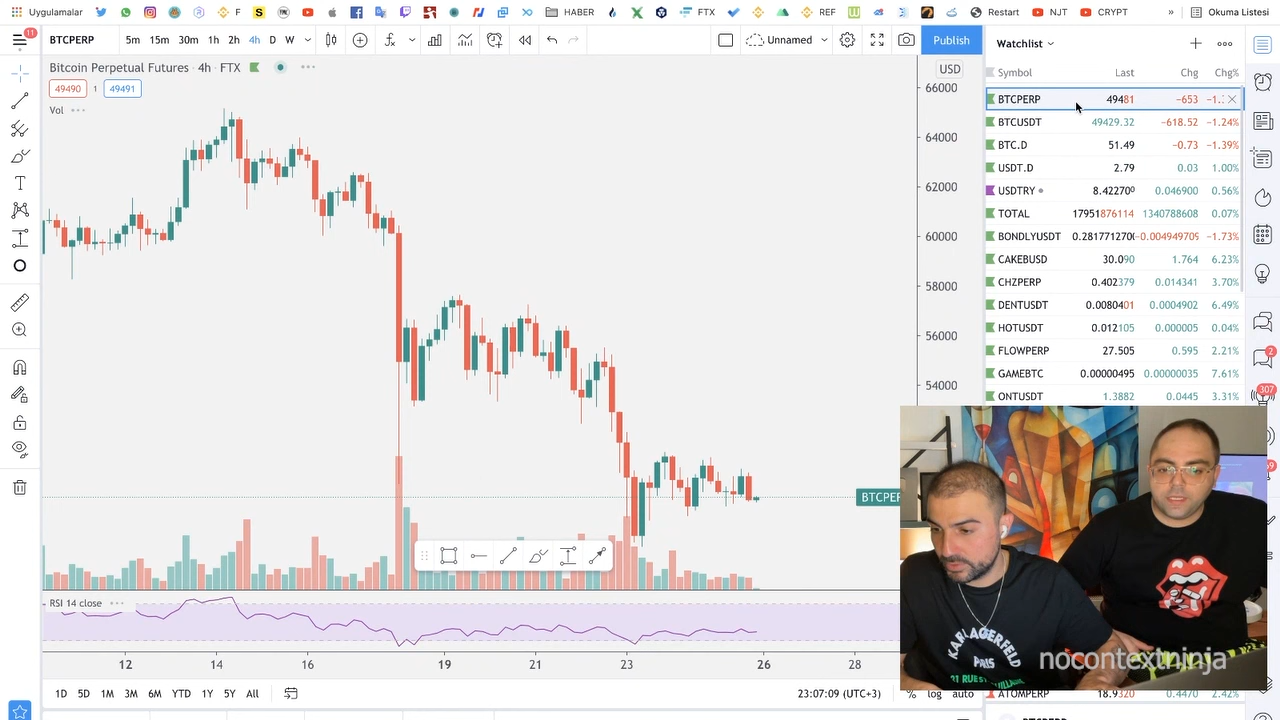 Uygulamalar F S FTX HABER REF Restart NJT CRYPT » Okuma Listesi
BTCPERP 5m 15m 30m 1h 2h 4h D W Unnamed Publish
Bitcoin Perpetual Futures · 4h · FTX
49490 1 49491
Vol
USD
66000
64000
62000
60000
58000
56000
54000
BTCPER
RSI 14 close
12 14 16 19 21 23 26 28
1D 5D 1M 3M 6M YTD 1Y 5Y All 23:07:09 (UTC+3) % log auto
Watchlist
Symbol Last Chg Chg%
BTCPERP 49481 −653
BTCUSDT 49429.32 −618.52 −1.24%
BTC.D 51.49 −0.73 −1.39%
USDT.D 2.79 0.03 1.00%
USDTRY 8.42270⁰ 0.046900 0.56%
TOTAL 17951876114 1340788608 0.07%
BONDLYUSDT 0.281771270 −0.004949709 −1.73%
CAKEBUSD 30.090 1.764 6.23%
CHZPERP 0.402379 0.014341 3.70%
DENTUSDT 0.0080401 0.0004902 6.49%
HOTUSDT 0.012105 0.000005 0.04%
FLOWPERP 27.505 0.595 2.21%
GAMEBTC 0.00000495 0.00000035 7.61%
ONTUSDT 1.3882 0.0445 3.31%
ATOMPERP 18.9320 0.4470 2.42%
11
2
307
KARL LAGERFELD
PARIS
nocontextninja